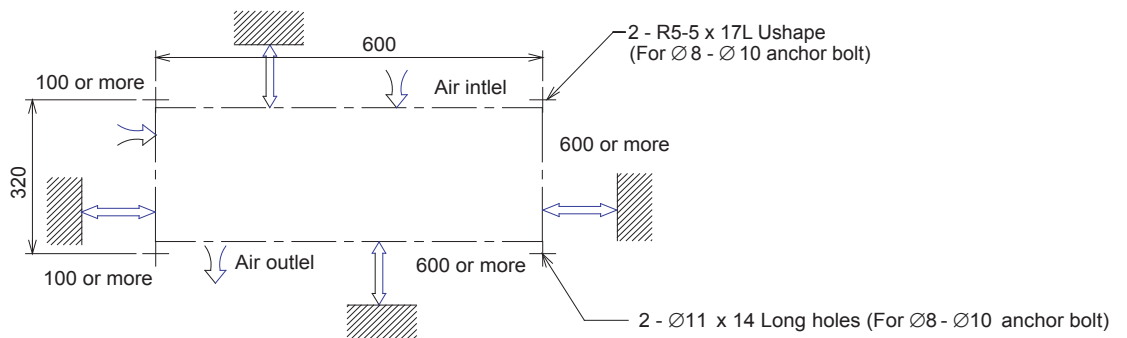 2 - R5-5 x 17L Ushape
(For ∅8 - ∅10 anchor bolt)
600
100 or more
Air intlel
600 or more
320
Air outlel
600 or more
100 or more
2 - ∅11 x 14 Long holes (For ∅8 - ∅10 anchor bolt)